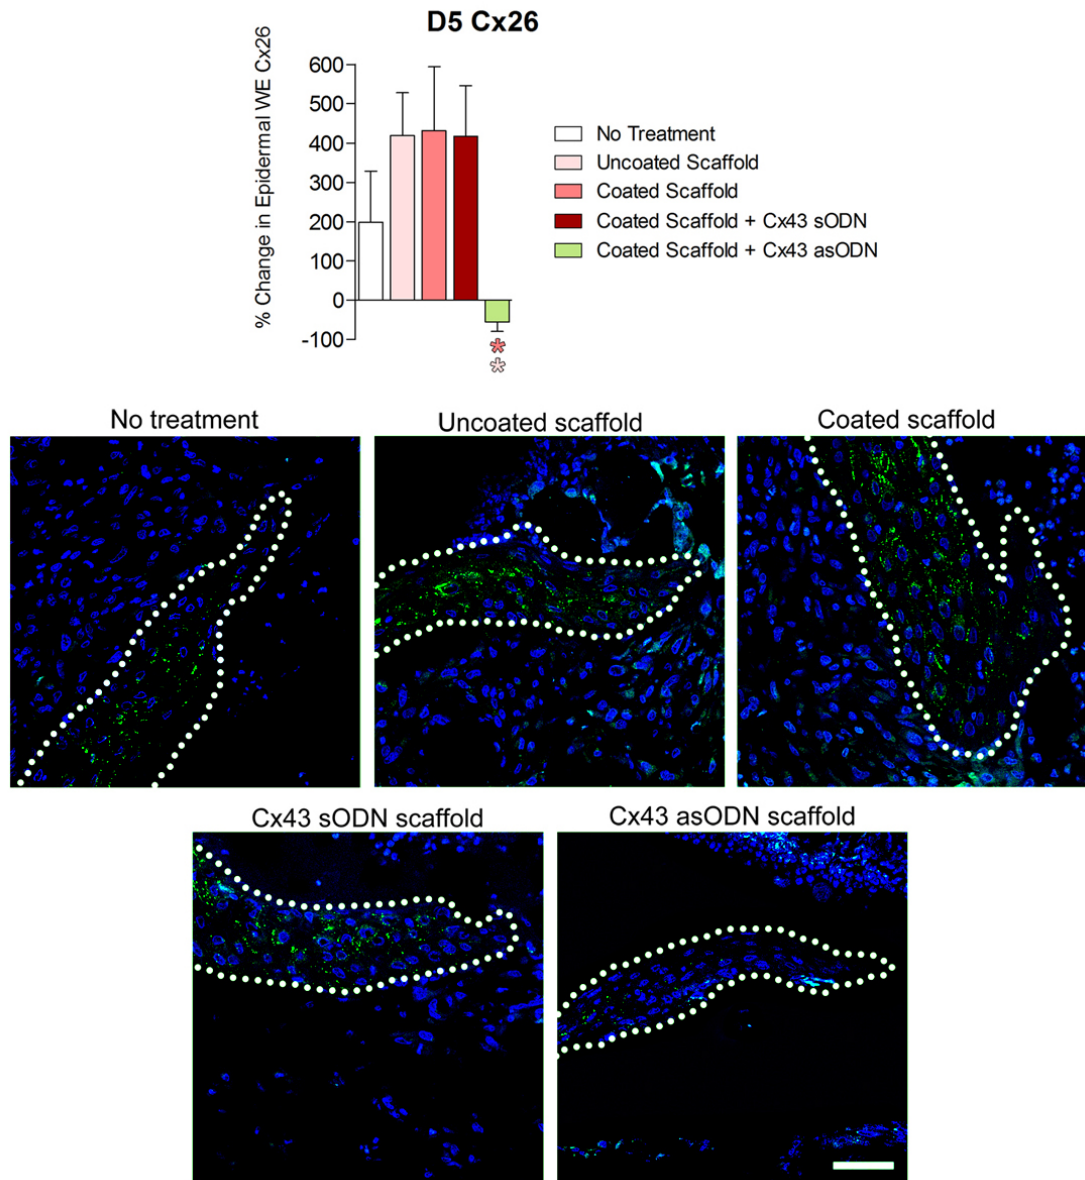 D5 Cx26
% Change in Epidermal WE Cx26
600
500
400
300
200
100
0
-100
*
*
No Treatment
Uncoated Scaffold
Coated Scaffold
Coated Scaffold + Cx43 sODN
Coated Scaffold + Cx43 asODN
No treatment
Uncoated scaffold
Coated scaffold
Cx43 sODN scaffold
Cx43 asODN scaffold